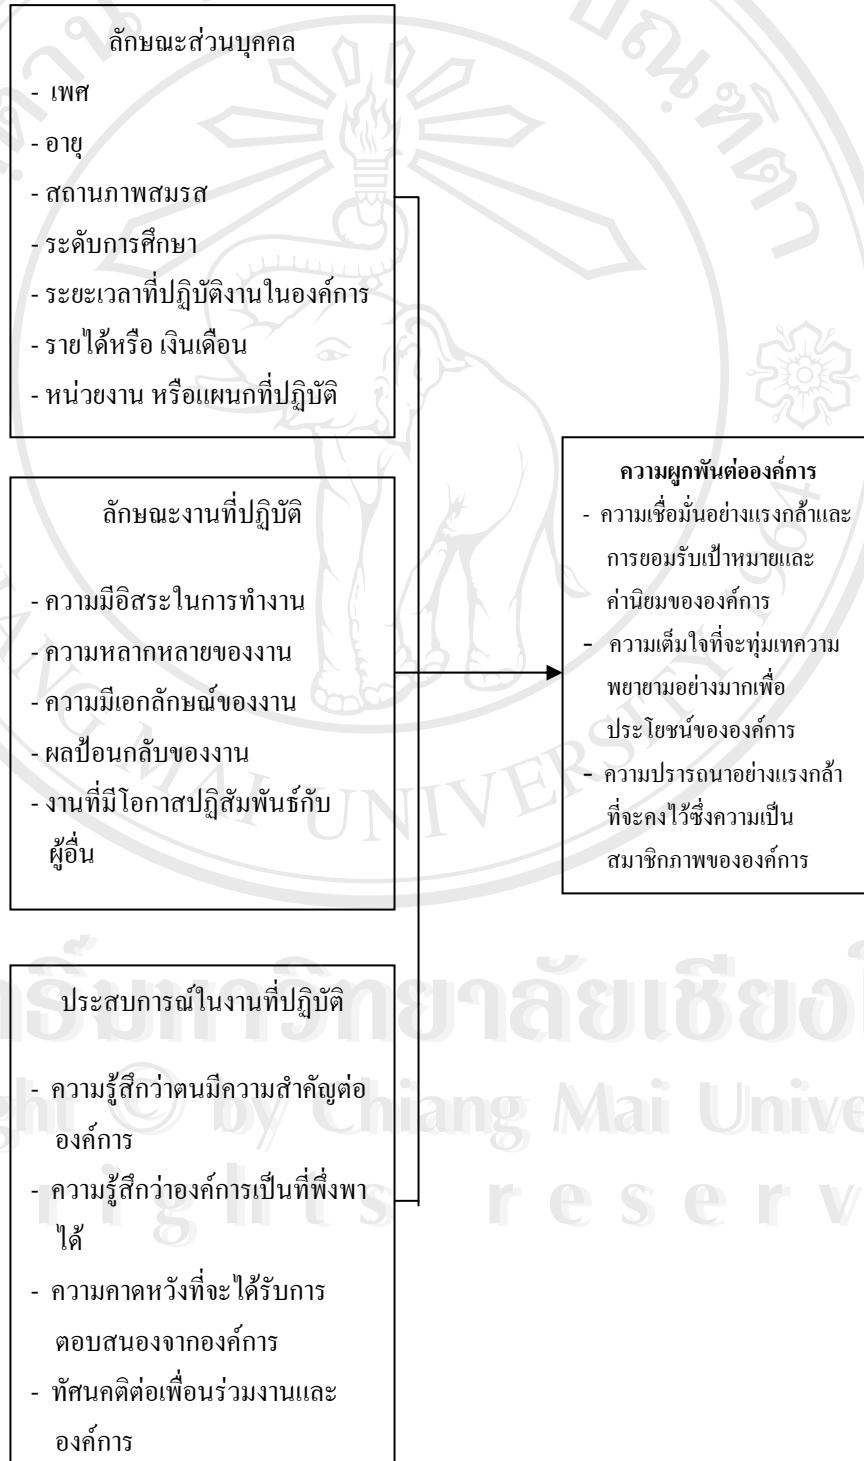 ลักษณะส่วนบุคคล
- เพศ
- อายุ
- สถานภาพสมรส
- ระดับการศึกษา
- ระยะเวลาที่ปฏิบัติงานในองค์การ
- รายได้หรือ เงินเดือน
- หน่วยงาน หรือแผนกที่ปฏิบัติ
ลักษณะงานที่ปฏิบัติ
- ความมีอิสระในการทำงาน
- ความหลากหลายของงาน
- ความมีเอกลักษณ์ของงาน
- ผลป้อนกลับของงาน
- งานที่มีโอกาสปฏิสัมพันธ์กับ
ผู้อื่น
ประสบการณ์ในงานที่ปฏิบัติ
- ความรู้สึกว่าตนมีความสำคัญต่อ
องค์การ
- ความรู้สึกว่าองค์การเป็นที่พึ่งพา
ได้
- ความคาดหวังที่จะได้รับการ
ตอบสนองจากองค์การ
- ทัศนคติต่อเพื่อนร่วมงานและ
องค์การ
ความผูกพันต่อองค์การ
- ความเชื่อมั่นอย่างแรงกล้าและ
การยอมรับเป้าหมายและ
ค่านิยมขององค์การ
- ความเต็มใจที่จะทุ่มเทความ
พยายามอย่างมากเพื่อ
ประโยชน์ขององค์การ
- ความปรารถนาอย่างแรงกล้า
ที่จะคงไว้ซึ่งความเป็น
สมาชิกภาพขององค์การ
ANG MAI UNIVERSITY 1964
มหาวิทยาลัยเชียงใ
ght © by Chiang Mai Unive
rights reserv